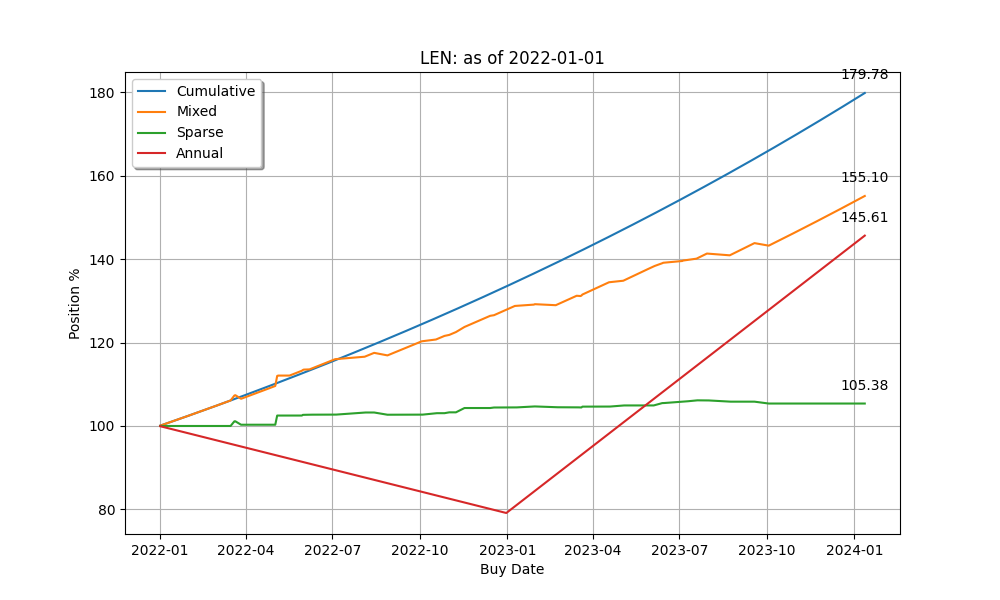 LEN: as of 2022-01-01
Cumulative
Mixed
Sparse
Annual
179.78
155.10
145.61
105.38
180
160
140
120
100
80
Position %
2022-01
2022-04
2022-07
2022-10
2023-01
2023-04
2023-07
2023-10
2024-01
Buy Date